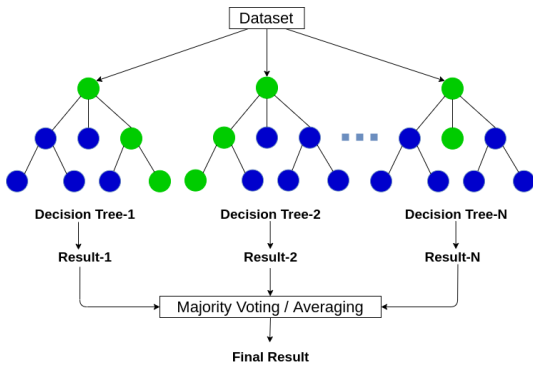 Dataset
Decision Tree-1
Decision Tree-2
Decision Tree-N
Result-1
Result-2
Result-N
Majority Voting / Averaging
Final Result